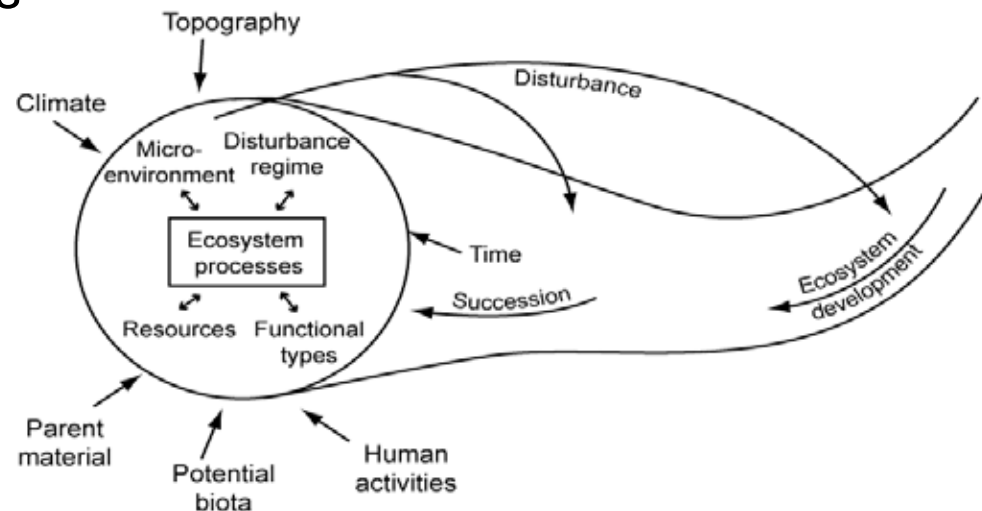 Topography
Disturbance
Climate
Micro-
environment
Disturbance
regime
Ecosystem
processes
Time
Ecosystem
development
Succession
Resources
Functional
types
Parent
material
Potential
biota
Human
activities